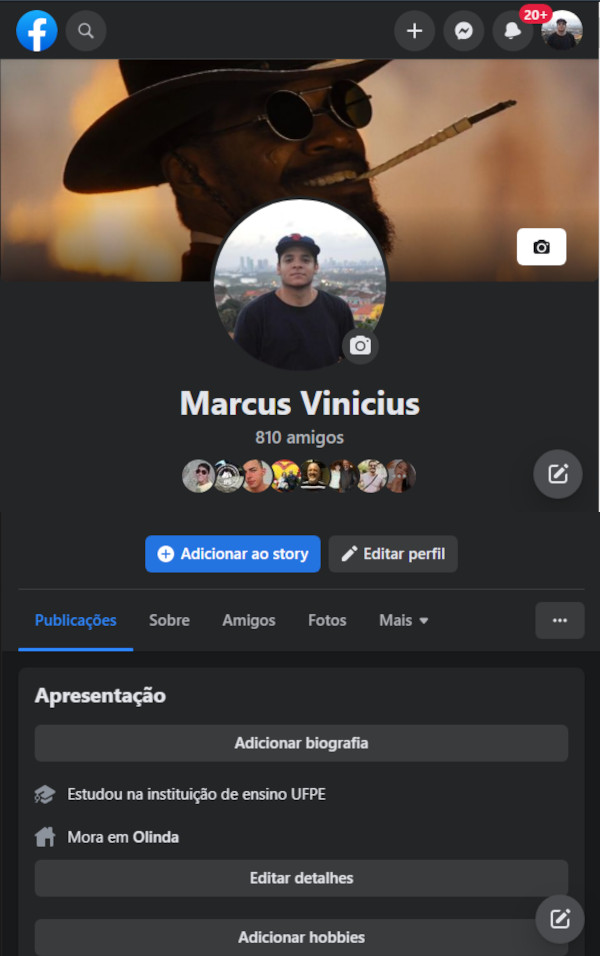 20+
Marcus Vinicius
810 amigos
Adicionar ao story
Editar perfil
Publicações
Sobre
Amigos
Fotos
Mais
Apresentação
Adicionar biografia
Estudou na instituição de ensino UFPE
Mora em Olinda
Editar detalhes
Adicionar hobbies